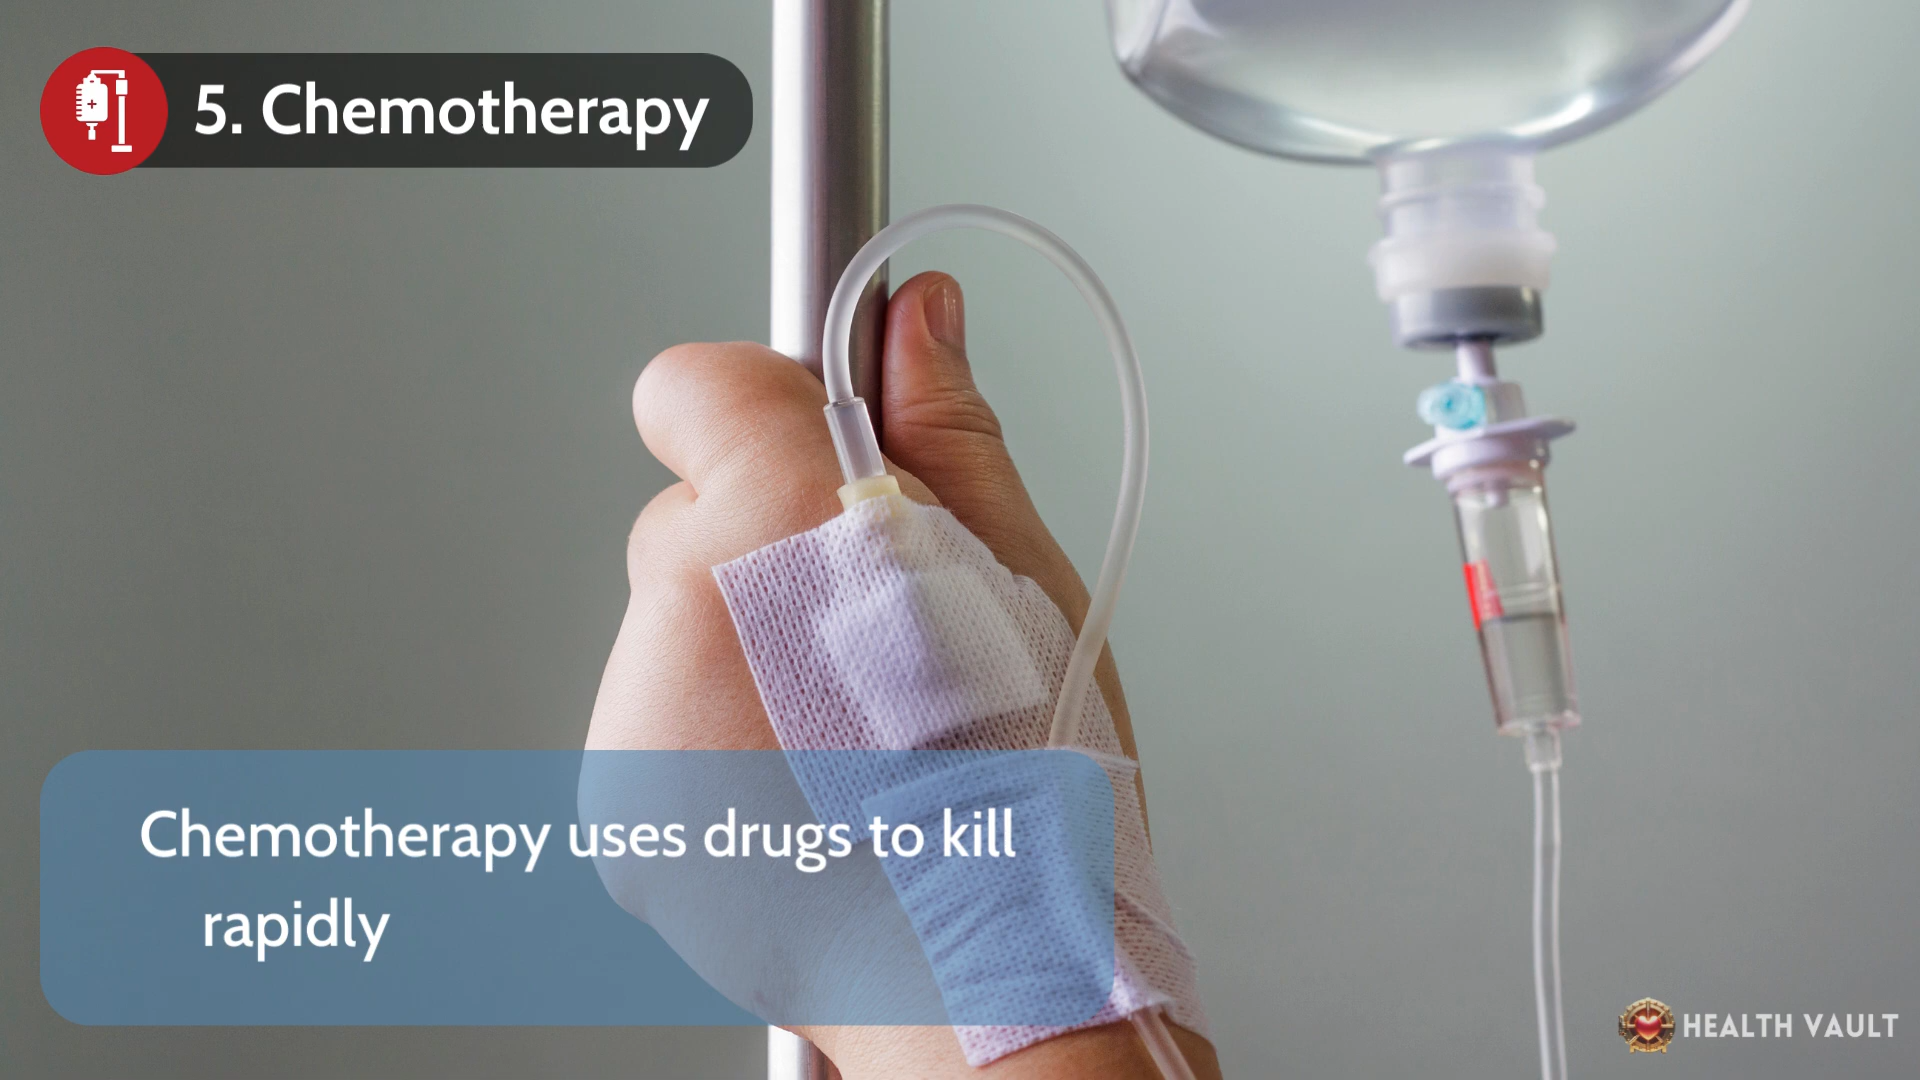 5. Chemotherapy
Chemotherapy uses drugs to kill
rapidly
HEALTH VAULT